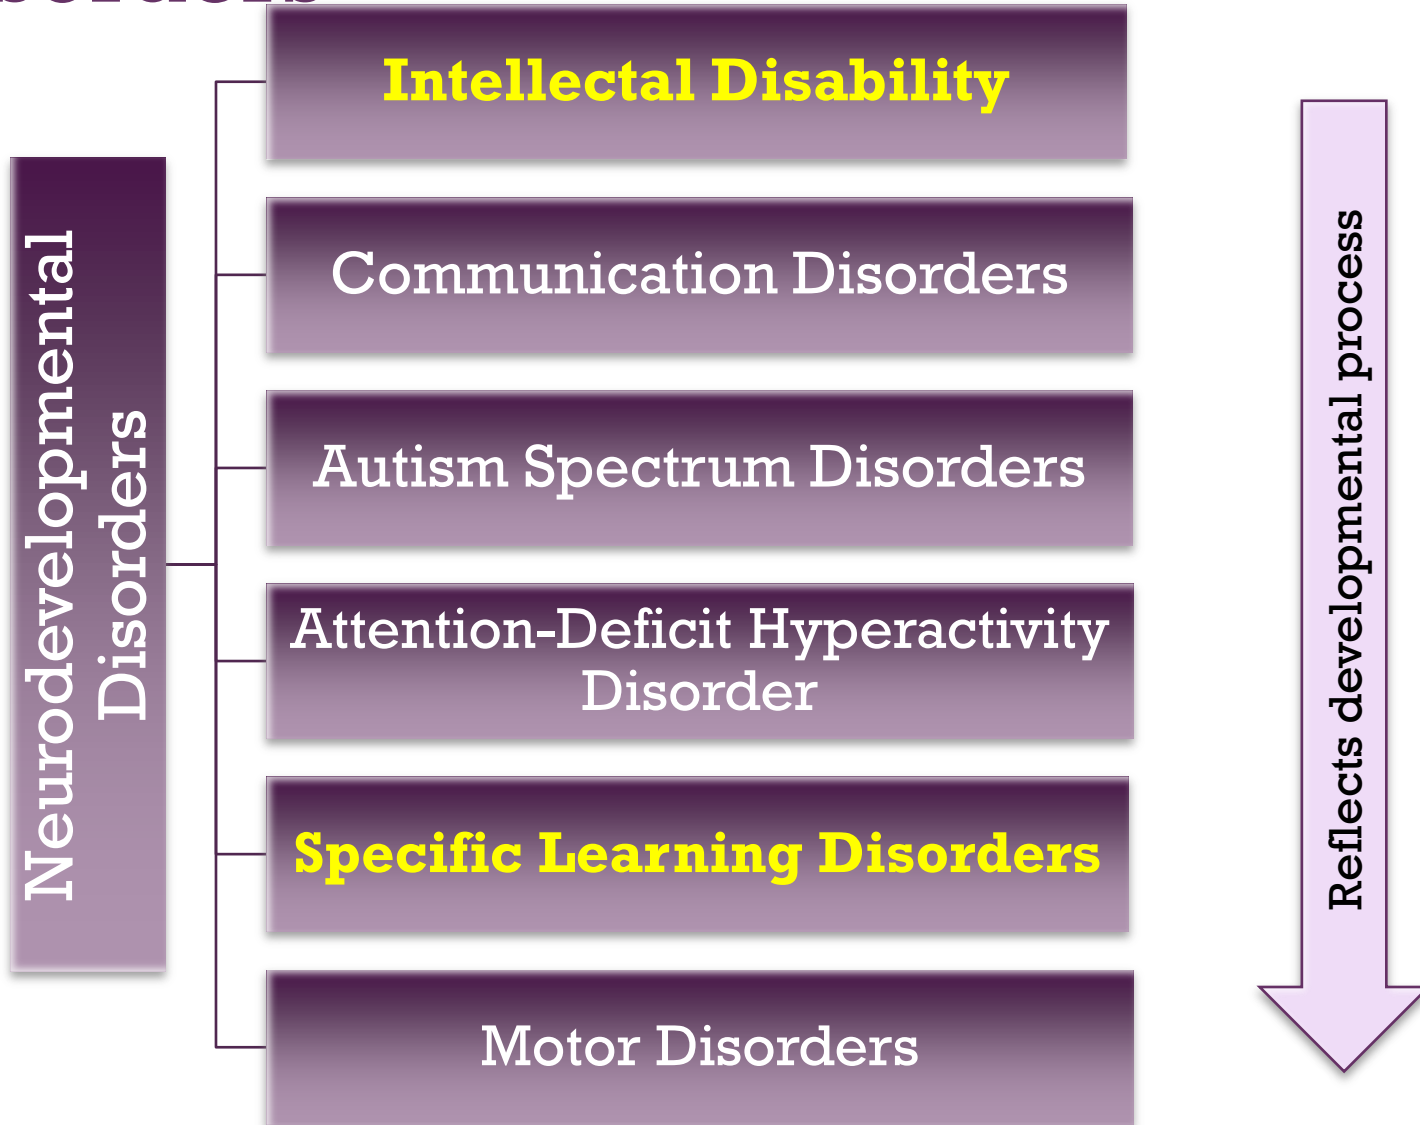 Neurodevelopmental
Disorders
Intellectal Disability
Communication Disorders
Autism Spectrum Disorders
Attention-Deficit Hyperactivity
Disorder
Specific Learning Disorders
Motor Disorders
Reflects developmental process